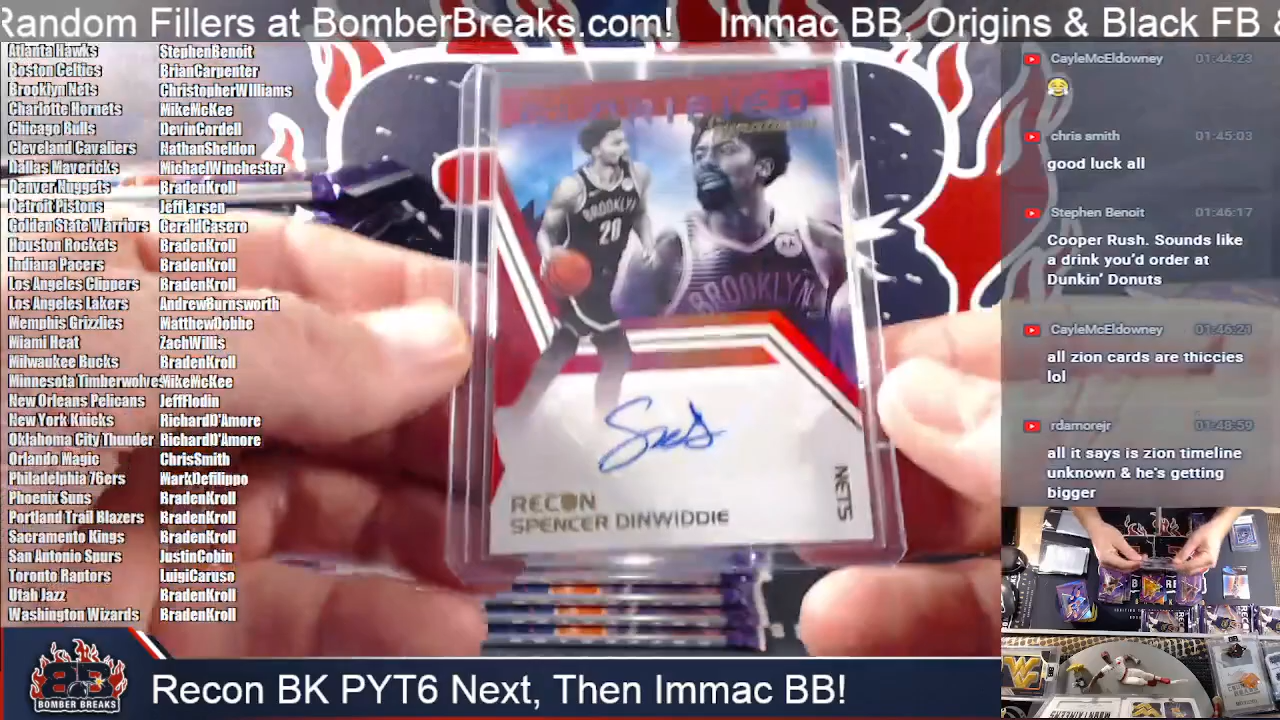 Random Fillers at BomberBreaks.com! Immac BB, Origins & Black FB &
Atlanta Hawks StephenBenoit
Boston Celtics BrianCarpenter
Brooklyn Nets ChristopherWilliams
Charlotte Hornets MikeMcKee
Chicago Bulls DevinCordell
Cleveland Cavaliers NathanSheldon
Dallas Mavericks MichaelWinchester
Denver Nuggets BradenKroll
Detroit Pistons JeffLarsen
Golden State Warriors GeraldCasero
Houston Rockets BradenKroll
Indiana Pacers BradenKroll
Los Angeles Clippers BradenKroll
Los Angeles Lakers AndrewBurnsworth
Memphis Grizzlies MatthewDobbe
Miami Heat ZachWillis
Milwaukee Bucks BradenKroll
Minnesota Timberwolves MikeMcKee
New Orleans Pelicans JeffFlodin
New York Knicks RichardD'Amore
Oklahoma City Thunder RichardD'Amore
Orlando Magic ChrisSmith
Philadelphia 76ers MarkDefilippo
Phoenix Suns BradenKroll
Portland Trail Blazers BradenKroll
Sacramento Kings BradenKroll
San Antonio Spurs JustinCobin
Toronto Raptors LuigiCaruso
Utah Jazz BradenKroll
Washington Wizards BradenKroll
BROOKLYN
20
BROOKLYN
RECON
SPENCER DINWIDDIE
NETS
CayleMcEldowney 01:44:23
😂
chris smith 01:45:03
good luck all
Stephen Benoit 01:46:17
Cooper Rush. Sounds like
a drink you'd order at
Dunkin' Donuts
CayleMcEldowney 01:46:21
all zion cards are thiccies
lol
rdamorejr 01:48:59
all it says is zion timeline
unknown & he's getting
bigger
BB
BOMBER BREAKS
Recon BK PYT6 Next, Then Immac BB!